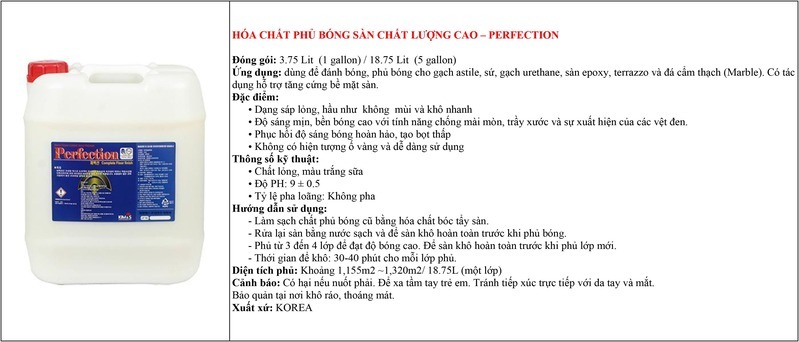 HÓA CHẤT PHỦ BÓNG SÀN CHẤT LƯỢNG CAO – PERFECTION
Đóng gói: 3.75 Lit (1 gallon) / 18.75 Lit (5 gallon)
Ứng dụng: dùng để đánh bóng, phủ bóng cho gạch astile, sứ, gạch urethane, sàn epoxy, terrazzo và đá cẩm thạch (Marble). Có tác
dụng hỗ trợ tăng cứng bề mặt sàn.
Đặc điểm:
• Dạng sáp lỏng, hầu như không mùi và khô nhanh
• Độ sáng mịn, bền bóng với tính năng chống mài mòn, trầy xước và sự xuất hiện của các vệt đen.
• Phục hồi độ sáng bóng hoàn hảo, tạo bọt thấp
• Không có hiện tượng ố vàng và dễ dàng sử dụng
Thông số kỹ thuật:
• Chất lỏng, màu trắng sữa
• Độ PH: 9 ± 0.5
• Tỷ lệ pha loãng: Không pha
Hướng dẫn sử dụng:
- Làm sạch chất phủ bóng cũ bằng hóa chất bóc tẩy sàn.
- Rửa lại sàn bằng nước sạch và để sàn khô hoàn toàn trước khi phủ bóng.
- Phủ từ 3 đến 4 lớp để đạt độ bóng cao. Để sàn khô hoàn toàn trước khi phủ lớp mới.
- Thời gian để khô: 30-40 phút cho mỗi lớp phủ.
Diện tích phủ: Khoảng 1,155m2 ~1,320m2/ 18.75L (một lớp)
Cảnh báo: Có hại nếu nuốt phải. Để xa tầm tay trẻ em. Tránh tiếp xúc trực tiếp với da tay và mắt.
Bảo quản tại nơi khô ráo, thoáng mát.
Xuất xứ: KOREA
Perfection
Complete Floor Finish